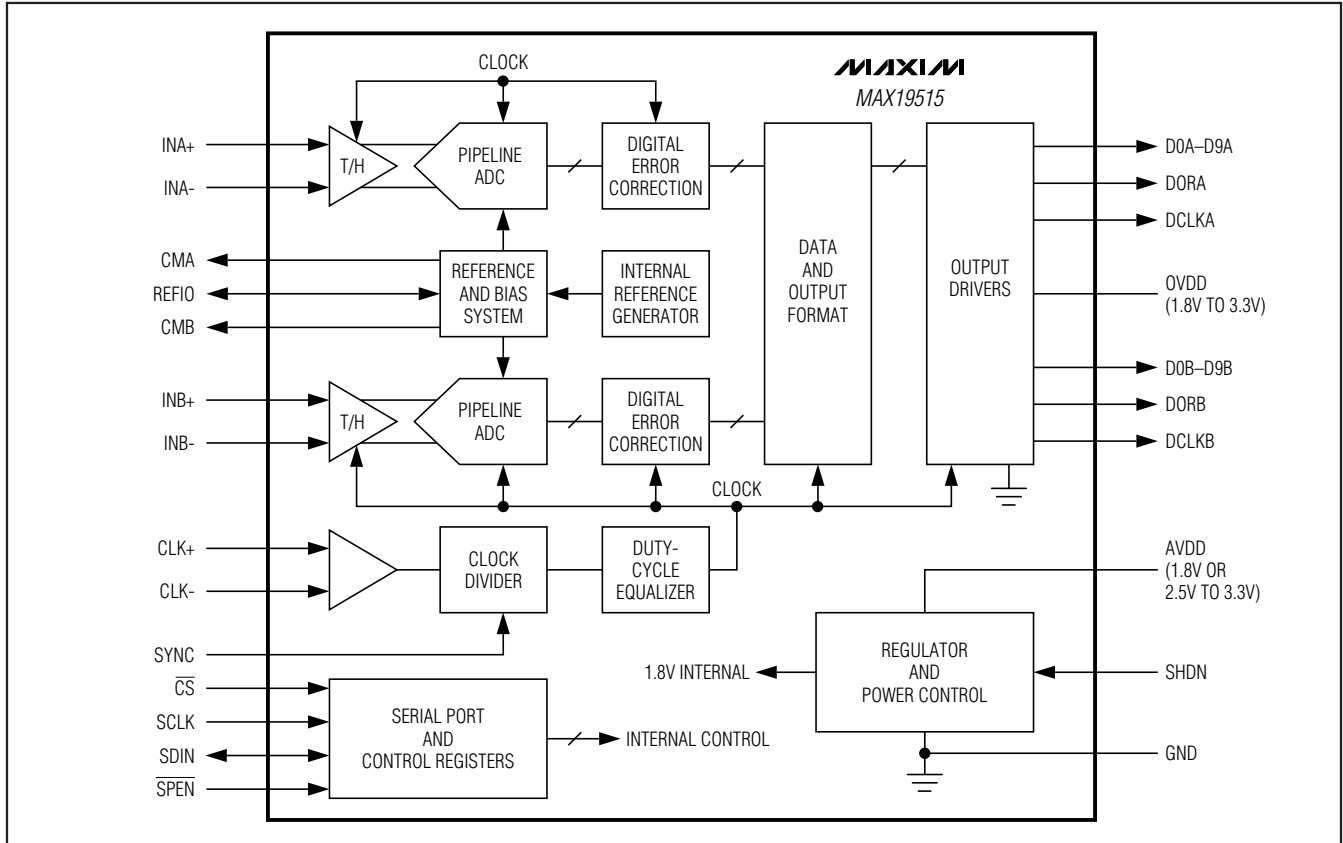 CLOCK
MAXIM
MAX19515
INA+
INA-
T/H
PIPELINE
ADC
DIGITAL
ERROR
CORRECTION
DATA
AND
OUTPUT
FORMAT
OUTPUT
DRIVERS
D0A–D9A
DORA
DCLKA
CMA
REFIO
CMB
REFERENCE
AND BIAS
SYSTEM
INTERNAL
REFERENCE
GENERATOR
OVDD
(1.8V TO 3.3V)
INB+
INB-
T/H
PIPELINE
ADC
DIGITAL
ERROR
CORRECTION
D0B–D9B
DORB
DCLKB
CLOCK
CLK+
CLK-
CLOCK
DIVIDER
DUTY-
CYCLE
EQUALIZER
AVDD
(1.8V OR
2.5V TO 3.3V)
SYNC
CS
SCLK
SDIN
SPEN
SERIAL PORT
AND
CONTROL REGISTERS
INTERNAL CONTROL
1.8V INTERNAL
REGULATOR
AND
POWER CONTROL
SHDN
GND